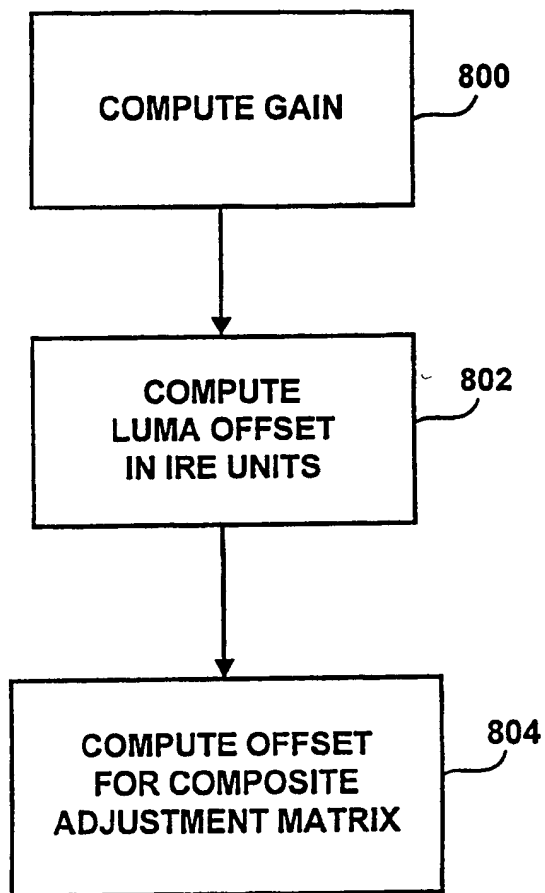 COMPUTE GAIN
800
COMPUTE
LUMA OFFSET
IN IRE UNITS
802
COMPUTE OFFSET
FOR COMPOSITE
ADJUSTMENT MATRIX
804